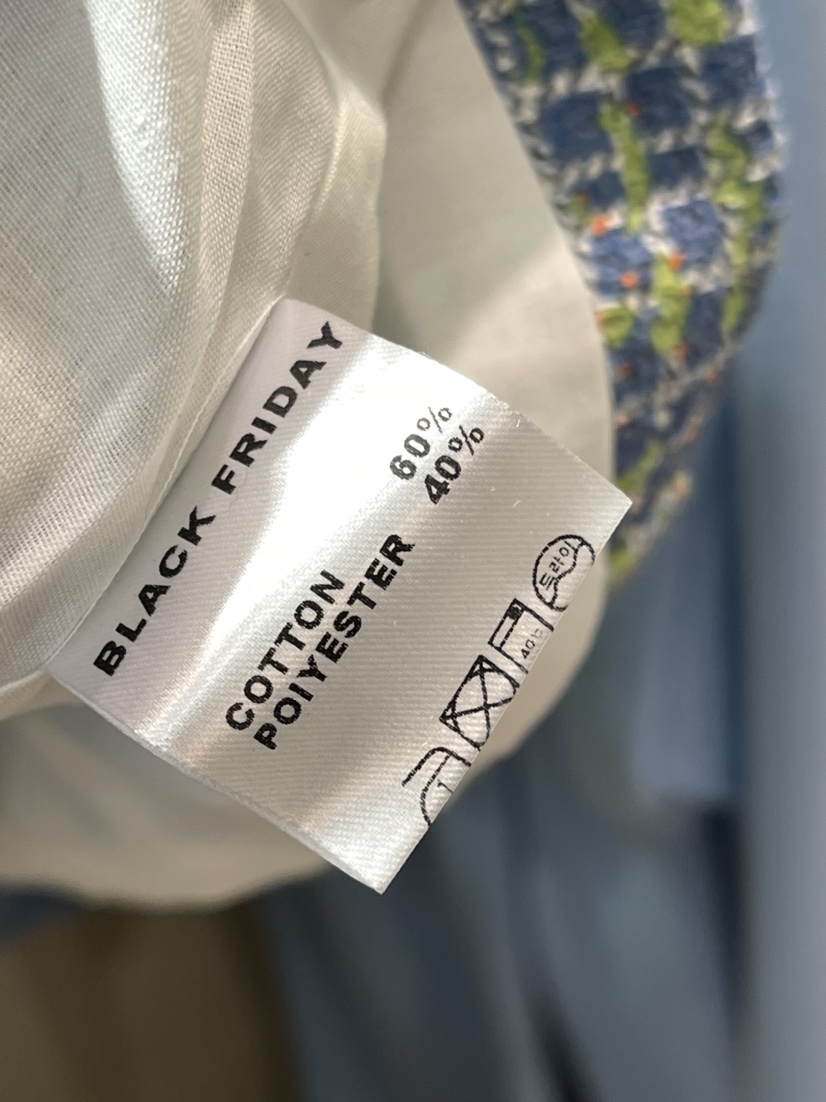 BLACK FRIDAY
COTTON 60%
POIYESTER 40%
40℃
드라이